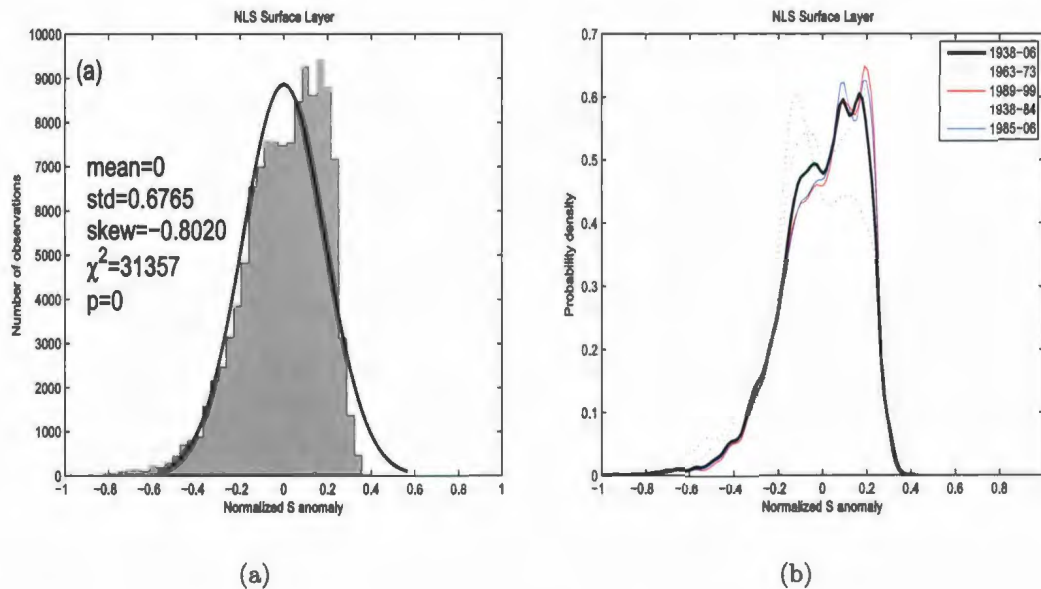 NLS Surface Layer
10000
9000
8000
7000
6000
5000
4000
3000
2000
1000
0
Number of observations
(a)
mean=0
std=0.6765
skew=−0.8020
χ²=31357
p=0
−1 −0.8 −0.6 −0.4 −0.2 0 0.2 0.4 0.6 0.8 1
Normalized S anomaly
(a)
NLS Surface Layer
0.7
0.6
0.5
0.4
0.3
0.2
0.1
0
Probability density
1938−06
1963−73
1989−99
1938−84
1985−06
−1 −0.8 −0.6 −0.4 −0.2 0 0.2 0.4 0.6 0.8
Normalized S anomaly
(b)